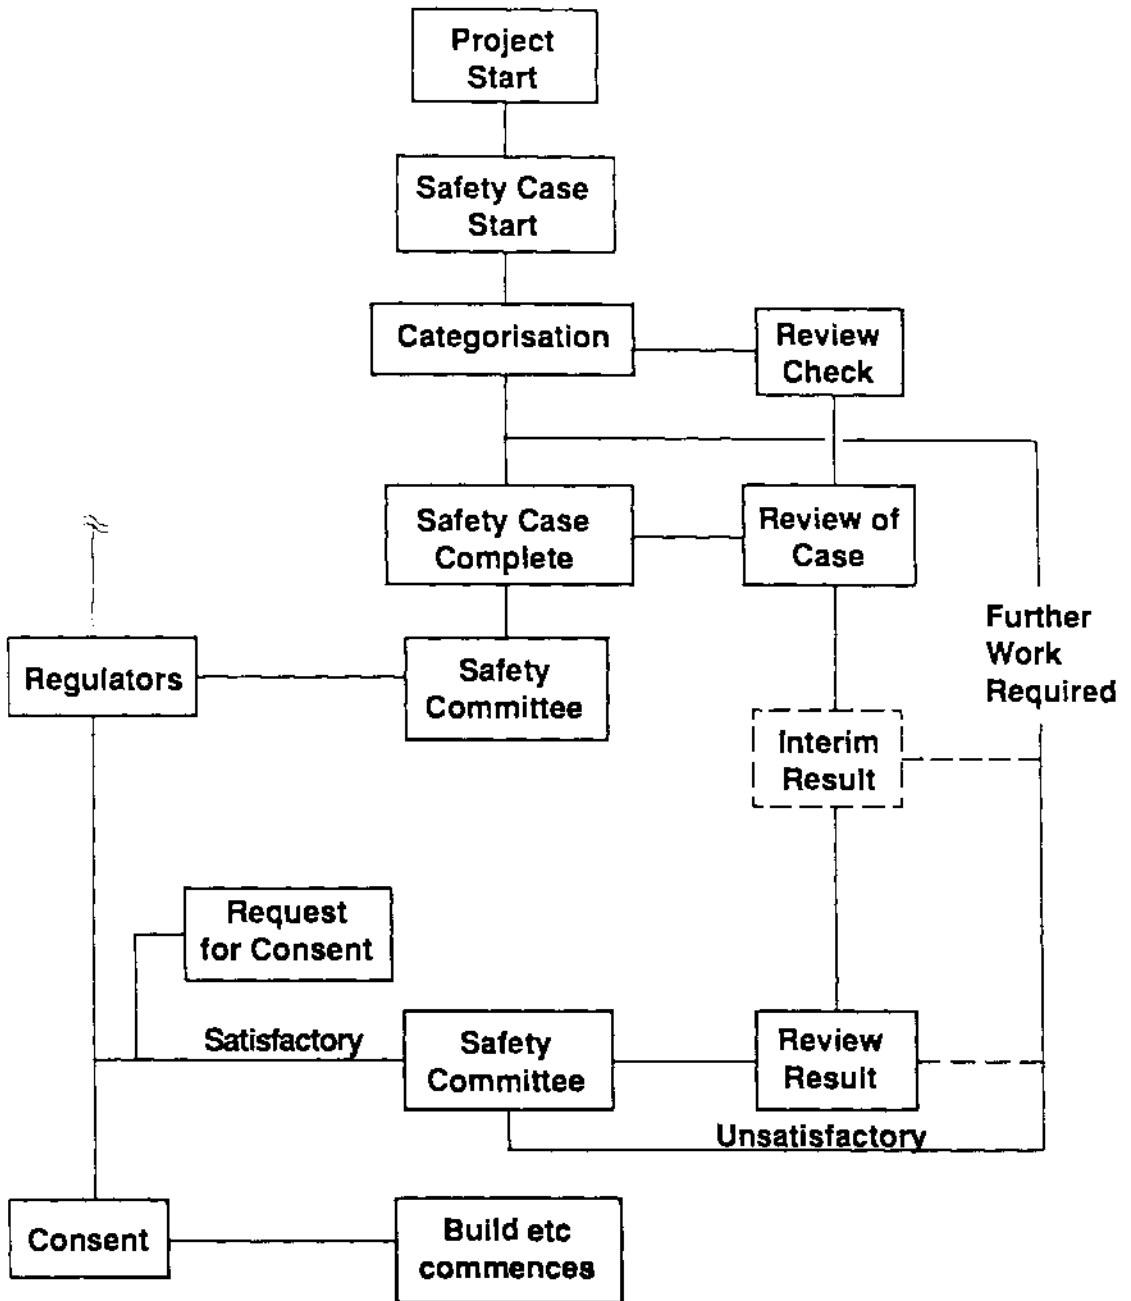 Project
Start
Safety Case
Start
Categorisation
Review
Check
Safety Case
Complete
Review of
Case
Further
Work
Required
Regulators
Safety
Committee
Interim
Result
Request
for Consent
Satisfactory
Safety
Committee
Review
Result
Unsatisfactory
Consent
Build etc
commences